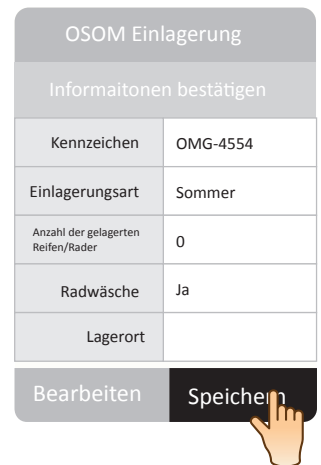 OSOM Einlagerung
Informaitonen bestätigen
Kennzeichen OMG-4554
Einlagerungsart Sommer
Anzahl der gelagerten
Reifen/Rader 0
Radwäsche Ja
Lagerort
Bearbeiten Speichern